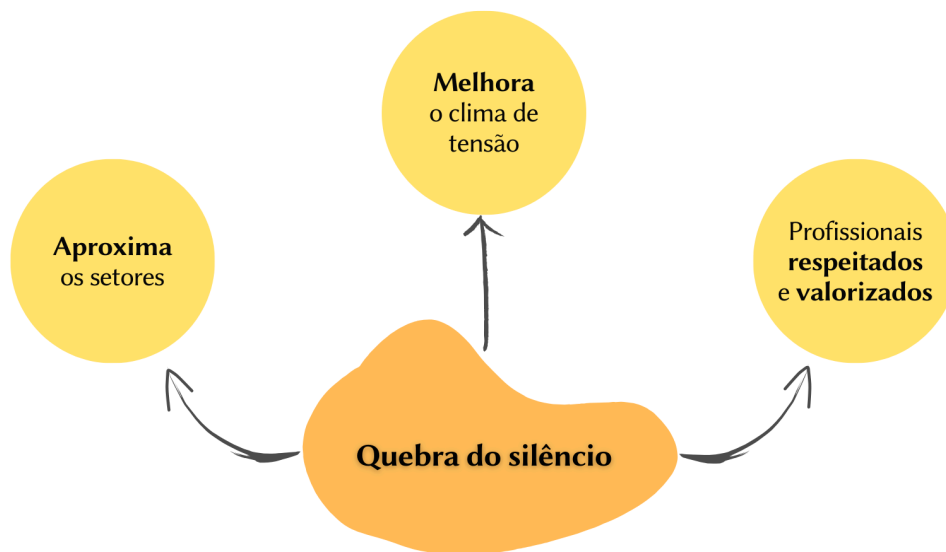 Melhora
o clima de
tensão
Aproxima
os setores
Profissionais
respeitados
e valorizados
Quebra do silêncio